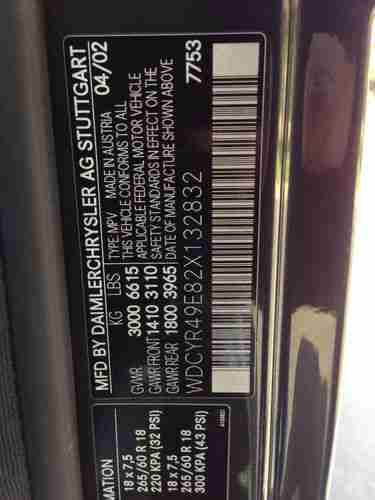 MFD BY DAIMLERCHRYSLER AG STUTTGART
KG LBS TYPE: MPV MADE IN AUSTRIA 04/02
GVWR 3000 6615 THIS VEHICLE CONFORMS TO ALL
APPLICABLE FEDERAL MOTOR VEHICLE
GAWR FRONT 1410 3110 SAFETY STANDARDS IN EFFECT ON THE
GAWR REAR 1800 3965 DATE OF MANUFACTURE SHOWN ABOVE
7753
WDCYR49E82X132832
RMATION
18 x 7,5
265/60 R 18
220 KPA (32 PSI)
18 x 7,5
265/60 R 18
300 KPA (43 PSI)